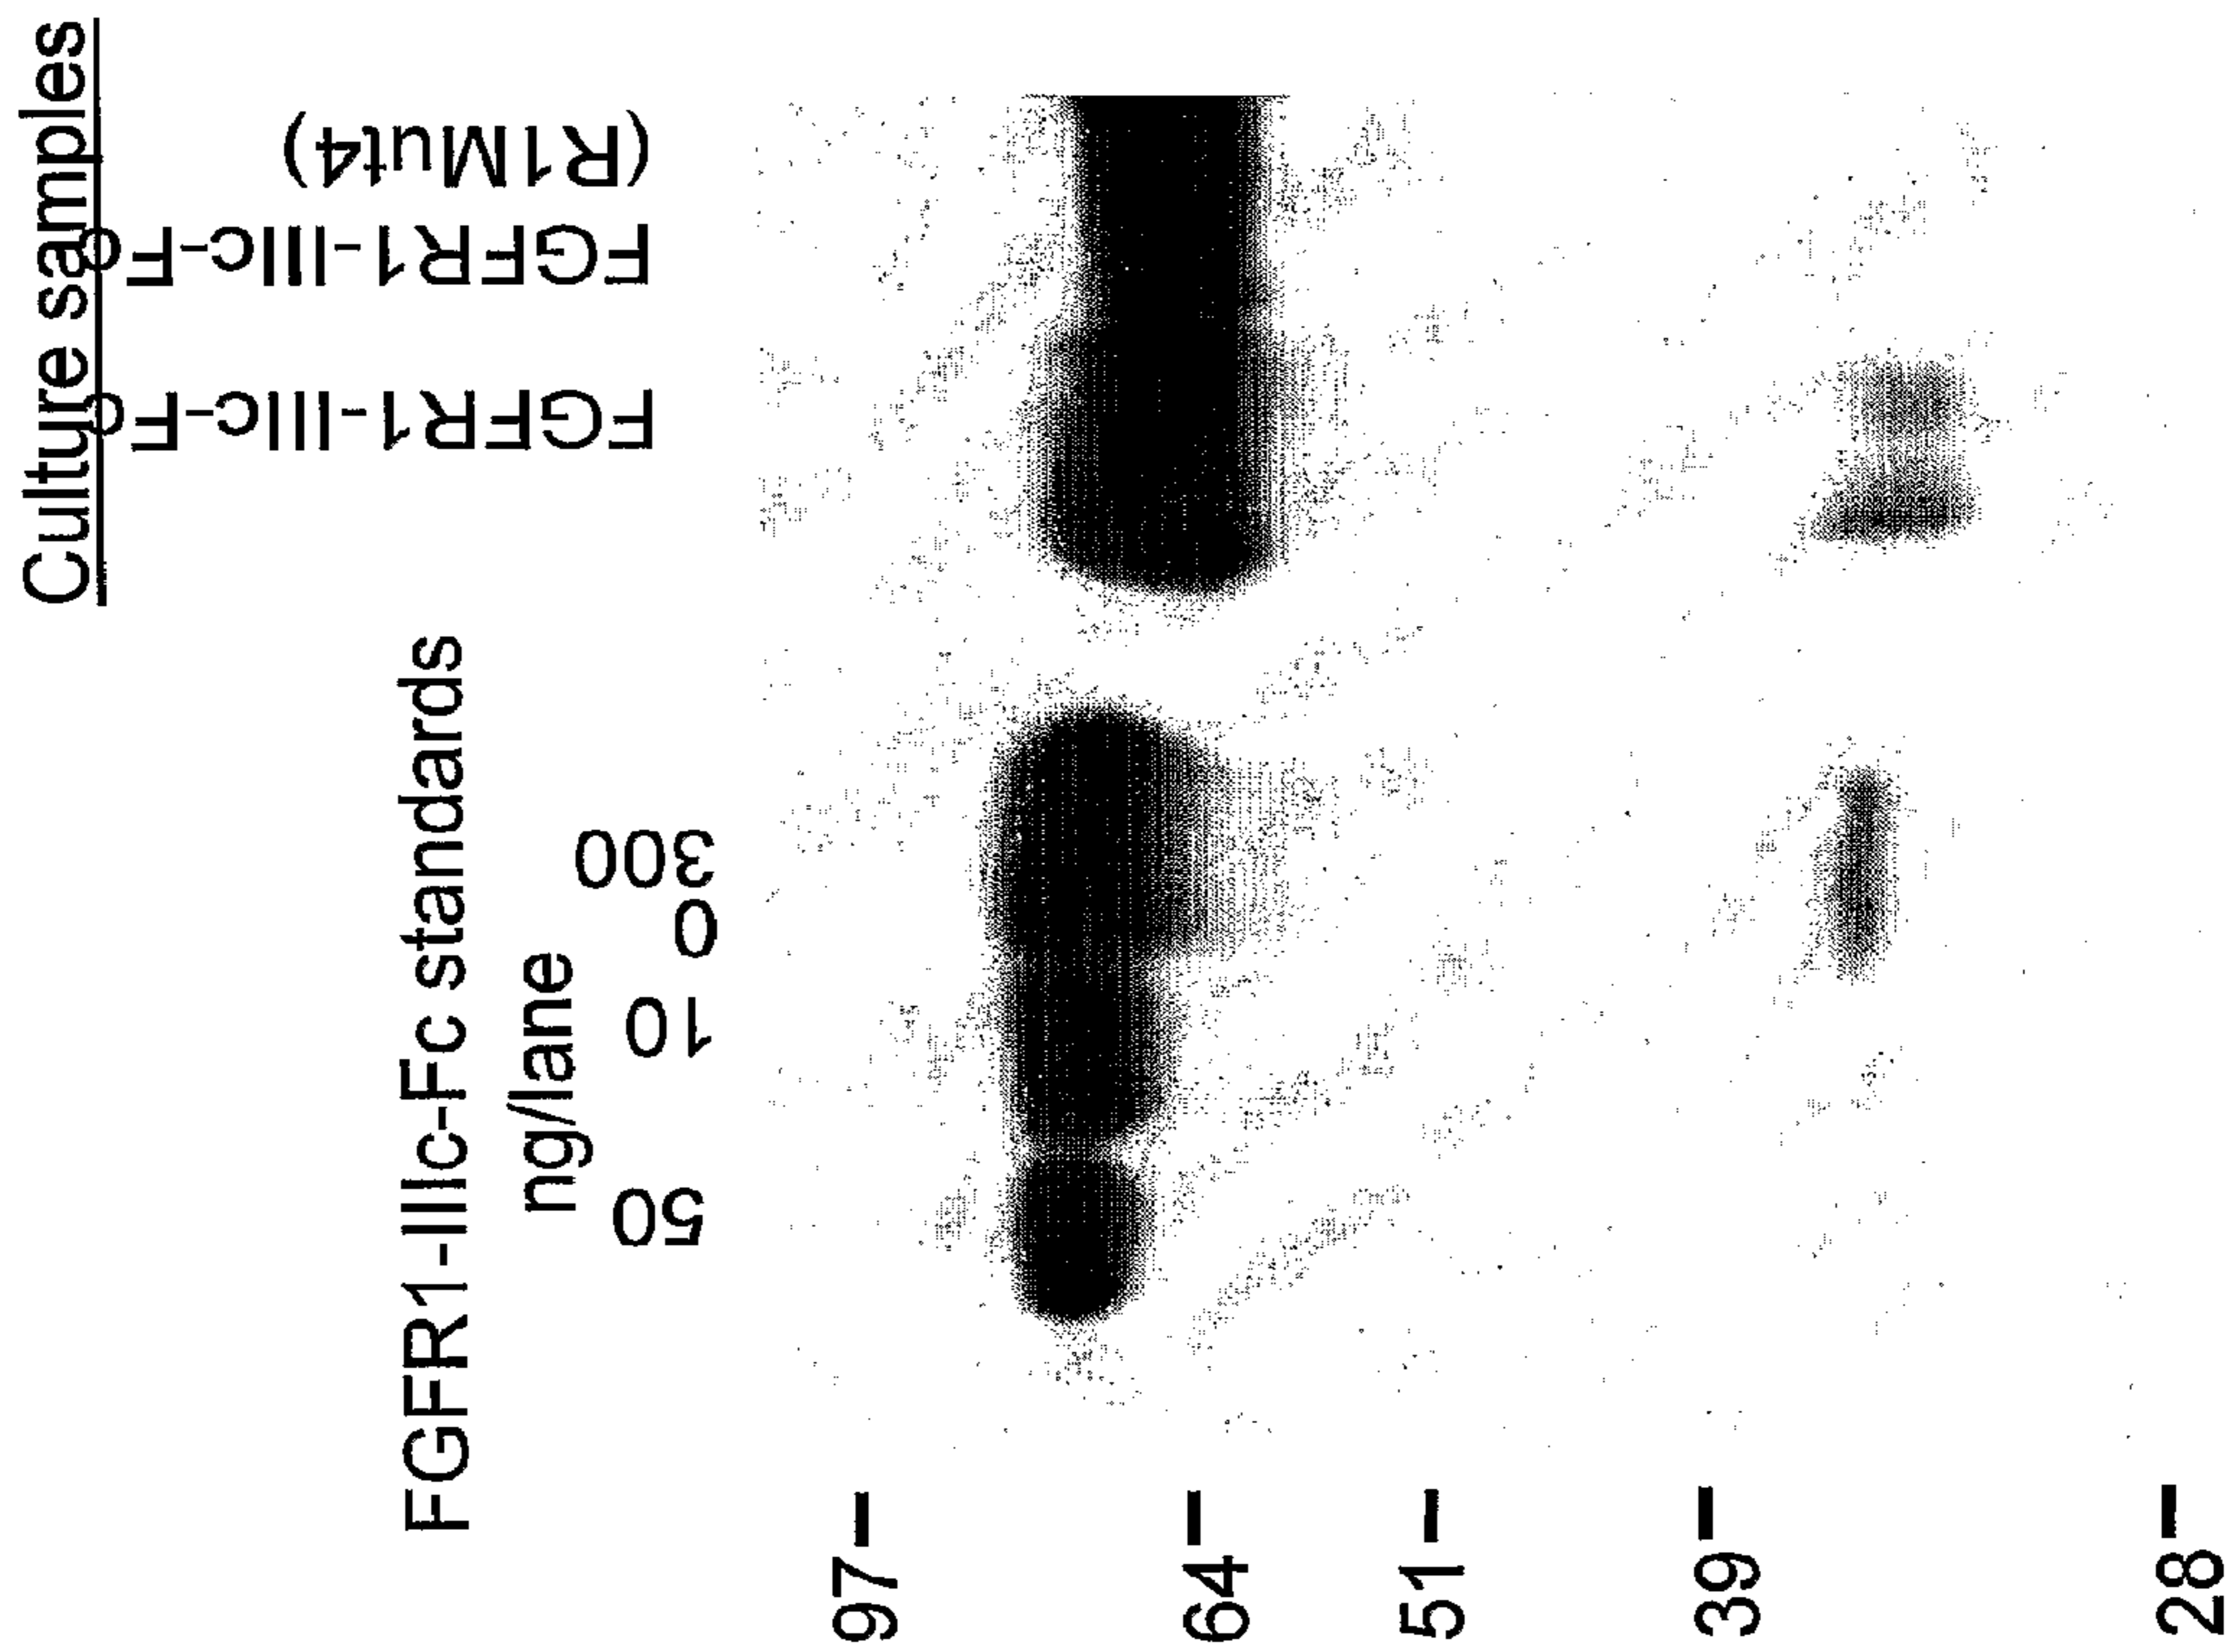 Culture samples
FGFR1-IIIc-Fc
FGFR1-IIIc-Fc
(R1Mut4)
FGFR1-IIIc-Fc standards
ng/lane
50
10
0
300
97
64
51
39
28